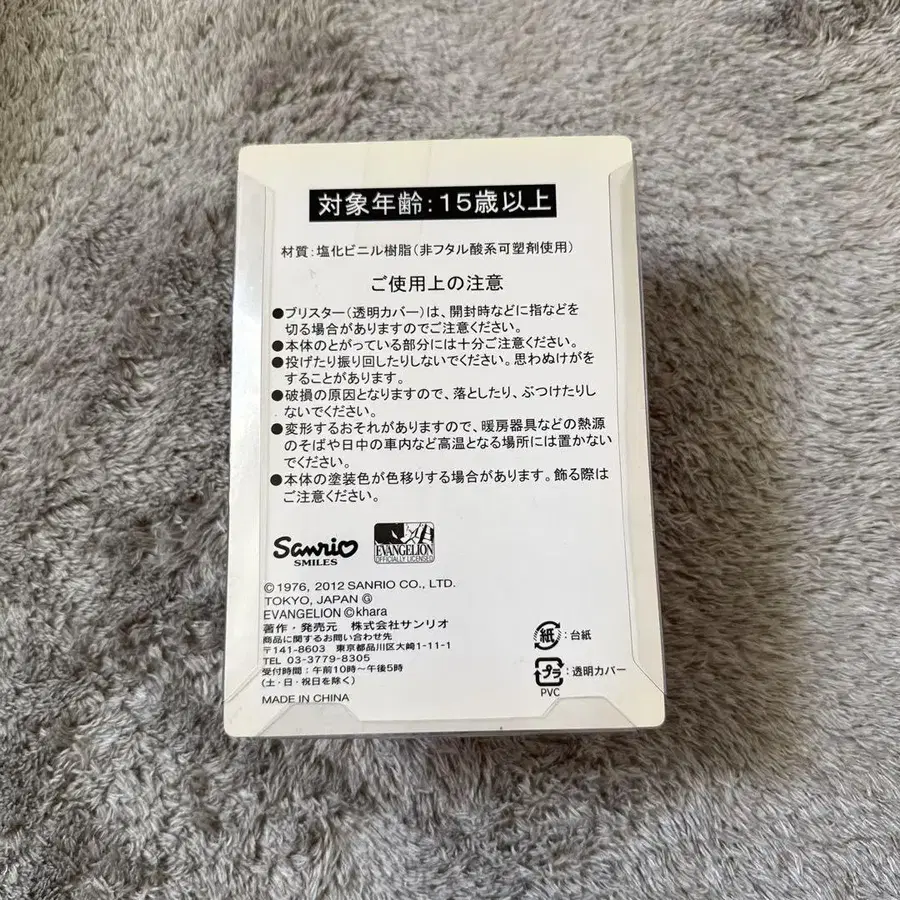 対象年齢:15歳以上
材質:塩化ビニル樹脂(非フタル酸系可塑剤使用)
ご使用上の注意
●ブリスター(透明カバー)は、開封時などに指などを
切る場合がありますのでご注意ください。
●本体のとがっている部分には十分ご注意ください。
●投げたり振り回したりしないでください。思わぬけがを
することがあります。
●破損の原因となりますので、落としたり、ぶつけたりし
ないでください。
●変形するおそれがありますので、暖房器具などの熱源
のそばや日中の車内など高温となる場所には置かない
でください。
●本体の塗装色が色移りする場合があります。飾る際は
ご注意ください。
Sanrio
SMILES
EVANGELION
OFFICIALLY LICENSED
©1976, 2012 SANRIO CO., LTD.
TOKYO, JAPAN Ⓖ
EVANGELION ©khara
著作・発売元 株式会社サンリオ
商品に関するお問い合わせ先
〒141-8603 東京都品川区大崎1-11-1
TEL 03-3779-8305
受付時間:午前10時~午後5時
(土・日・祝日を除く)
MADE IN CHINA
紙:台紙
プラ:透明カバー
PVC